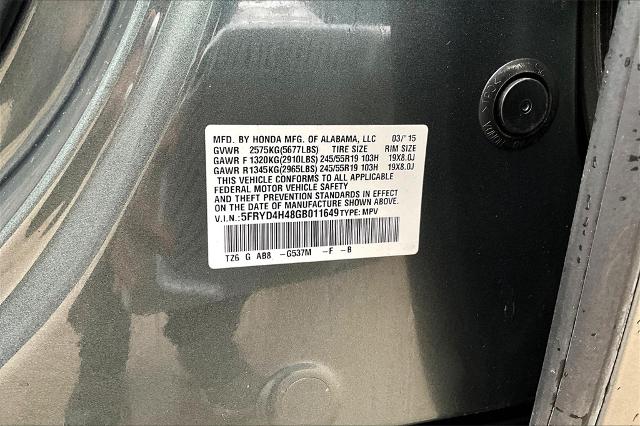 MFD. BY HONDA MFG. OF ALABAMA, LLC 03/'15
GVWR 2575KG(5677LBS) TIRE SIZE RIM SIZE
GAWR F 1320KG(2910LBS) 245/55R19 103H 19X8.0J
GAWR R1345KG(2965LBS) 245/55R19 103H 19X8.0J
THIS VEHICLE CONFORMS TO ALL APPLICABLE
FEDERAL MOTOR VEHICLE SAFETY
AND THEFT PREVENTION STANDARDS IN EFFECT
ON THE DATE OF MANUFACTURE SHOWN ABOVE.
V.I.N.: 5FRYD4H48GB011649 TYPE: MPV
TZ6 G AB8 -G537M -F -B